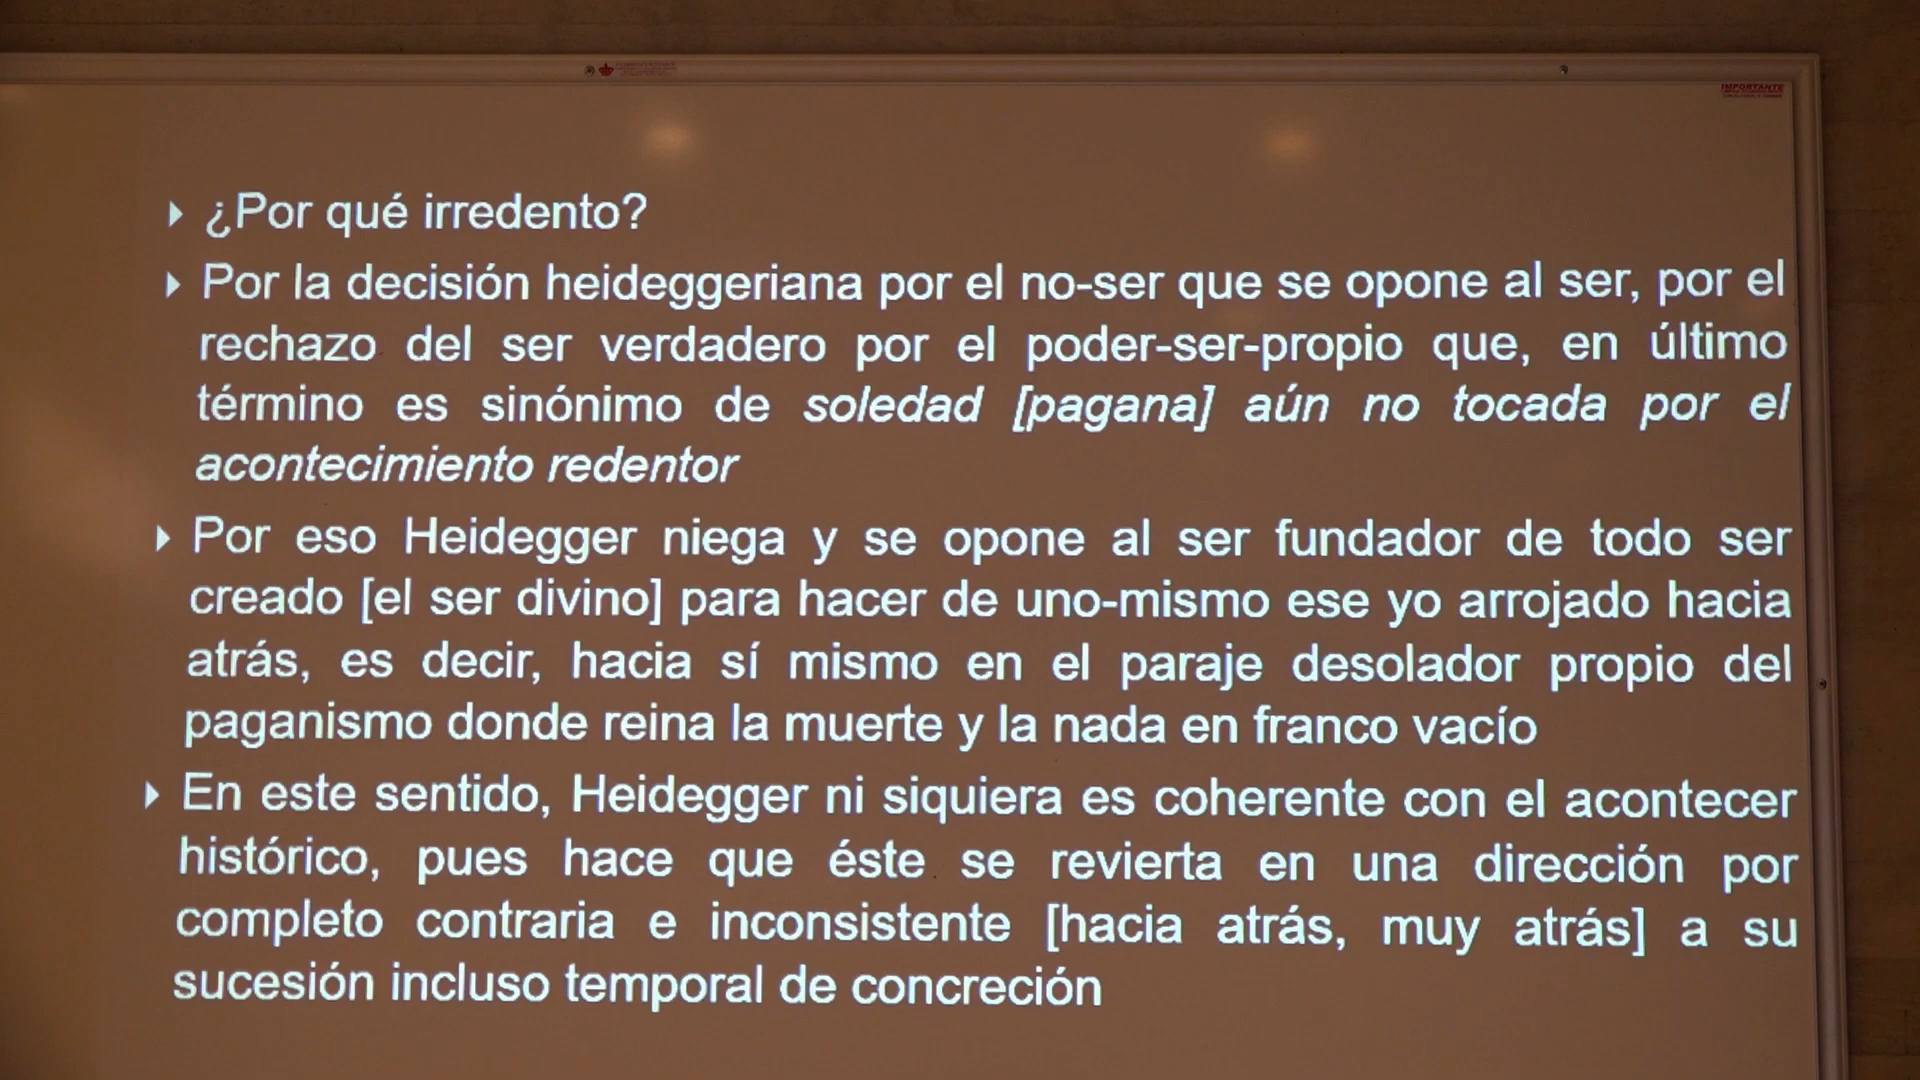 IMPORTANTE
¿Por qué irredento?
Por la decisión heideggeriana por el no-ser que se opone al ser, por el
rechazo del ser verdadero por el poder-ser-propio que, en último
término es sinónimo de soledad [pagana] aún no tocada por el
acontecimiento redentor
Por eso Heidegger niega y se opone al ser fundador de todo ser
creado [el ser divino] para hacer de uno-mismo ese yo arrojado hacia
atrás, es decir, hacia sí mismo en el paraje desolador propio del
paganismo donde reina la muerte y la nada en franco vacío
En este sentido, Heidegger ni siquiera es coherente con el acontecer
histórico, pues hace que éste se revierta en una dirección por
completo contraria e inconsistente [hacia atrás, muy atrás] a su
sucesión incluso temporal de concreción